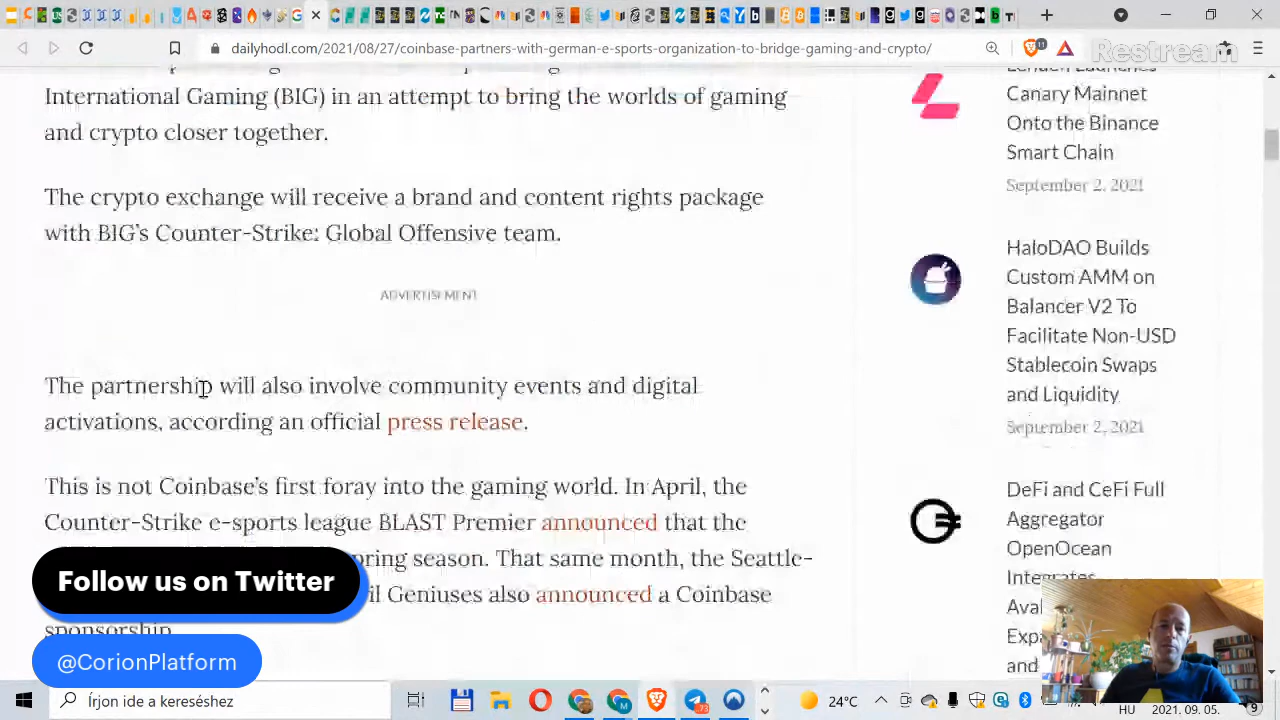 dailyhodl.com/2021/08/27/coinbase-partners-with-german-e-sports-organization-to-bridge-gaming-and-crypto/
Restream
International Gaming (BIG) in an attempt to bring the worlds of gaming
and crypto closer together.
The crypto exchange will receive a brand and content rights package
with BIG's Counter-Strike: Global Offensive team.
ADVERTISEMENT
The partnership will also involve community events and digital
activations, according an official press release.
This is not Coinbase's first foray into the gaming world. In April, the
Counter-Strike e-sports league BLAST Premier announced that the
pring season. That same month, the Seattle-
il Geniuses also announced a Coinbase
sponsorship
Canary Mainnet
Onto the Binance
Smart Chain
September 2, 2021
HaloDAO Builds
Custom AMM on
Balancer V2 To
Facilitate Non-USD
Stablecoin Swaps
and Liquidity
September 2, 2021
DeFi and CeFi Full
Aggregator
OpenOcean
Integrates
Expa
and
Follow us on Twitter
@CorionPlatform
Írjon ide a kereséshez
24°C
HU
2021. 09. 05.